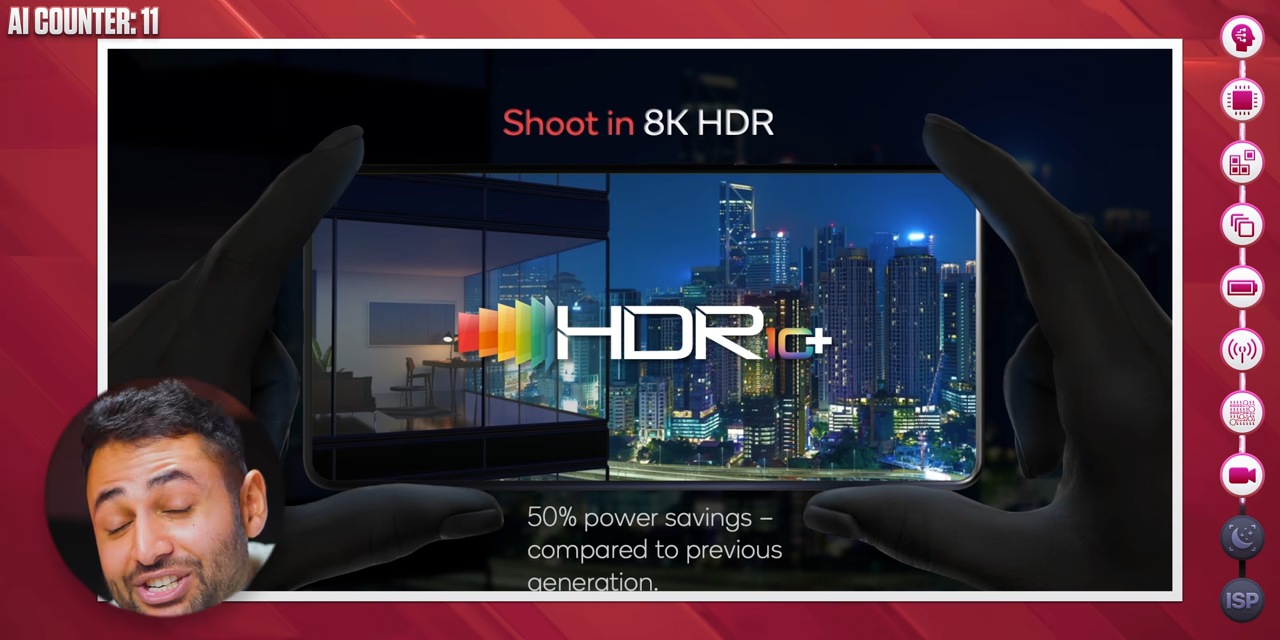 AI COUNTER: 11
Shoot in 8K HDR
HDR10+
50% power savings –
compared to previous
generation.
ISP